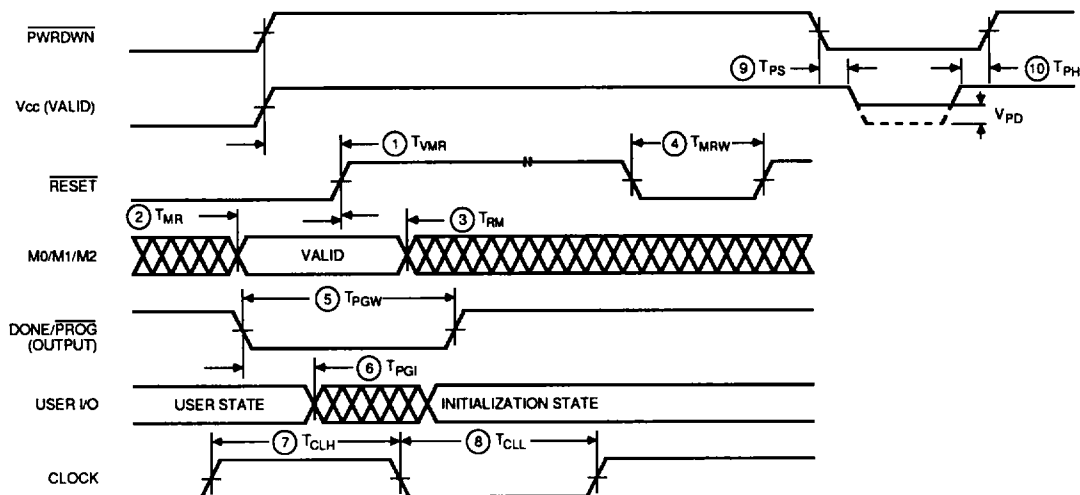 PWRDWN
⑨ TPS
⑩ TPH
Vcc (VALID)
VPD
① TVMR
④ TMRW
RESET
② TMR
③ TRM
M0/M1/M2
VALID
⑤ TPGW
DONE/PROG
(OUTPUT)
⑥ TPGI
USER I/O
USER STATE
INITIALIZATION STATE
⑦ TCLH
⑧ TCLL
CLOCK